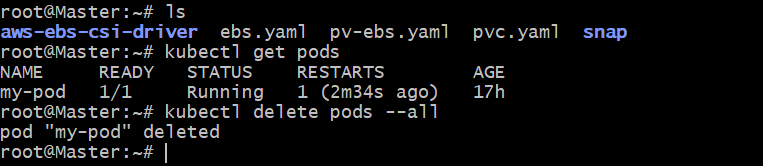 root@Master:~# ls
aws-ebs-csi-driver  ebs.yaml  pv-ebs.yaml  pvc.yaml  snap
root@Master:~# kubectl get pods
NAME     READY   STATUS    RESTARTS        AGE
my-pod   1/1     Running   1 (2m34s ago)   17h
root@Master:~# kubectl delete pods --all
pod "my-pod" deleted
root@Master:~#